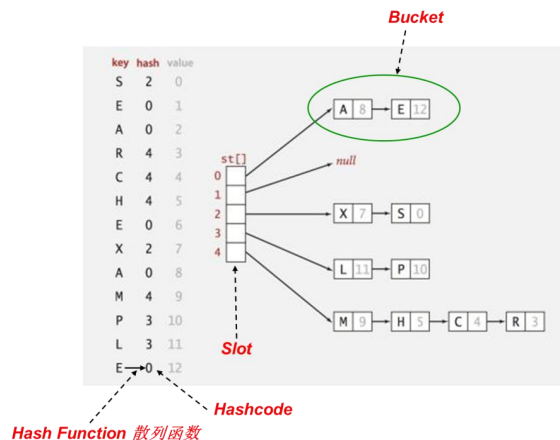 Bucket
key hash value
S 2 0
E 0 1
A 0 2
R 4 3
C 4 4
H 4 5
E 0 6
X 2 7
A 0 8
M 4 9
P 3 10
L 3 11
E 0 12
st[]
0
1
2
3
4
A 8 E 12
null
X 7 S 0
L 11 P 10
M 9 H 5 C 4 R 3
Slot
Hashcode
Hash Function 散列函数